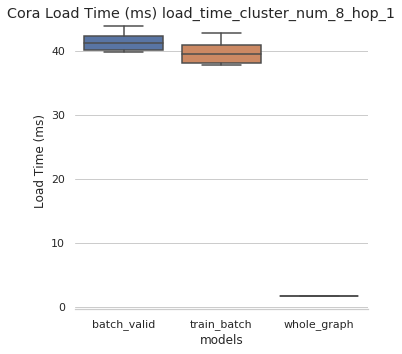 Cora Load Time (ms) load_time_cluster_num_8_hop_1
40
30
20
10
0
Load Time (ms)
batch_valid train_batch whole_graph
models